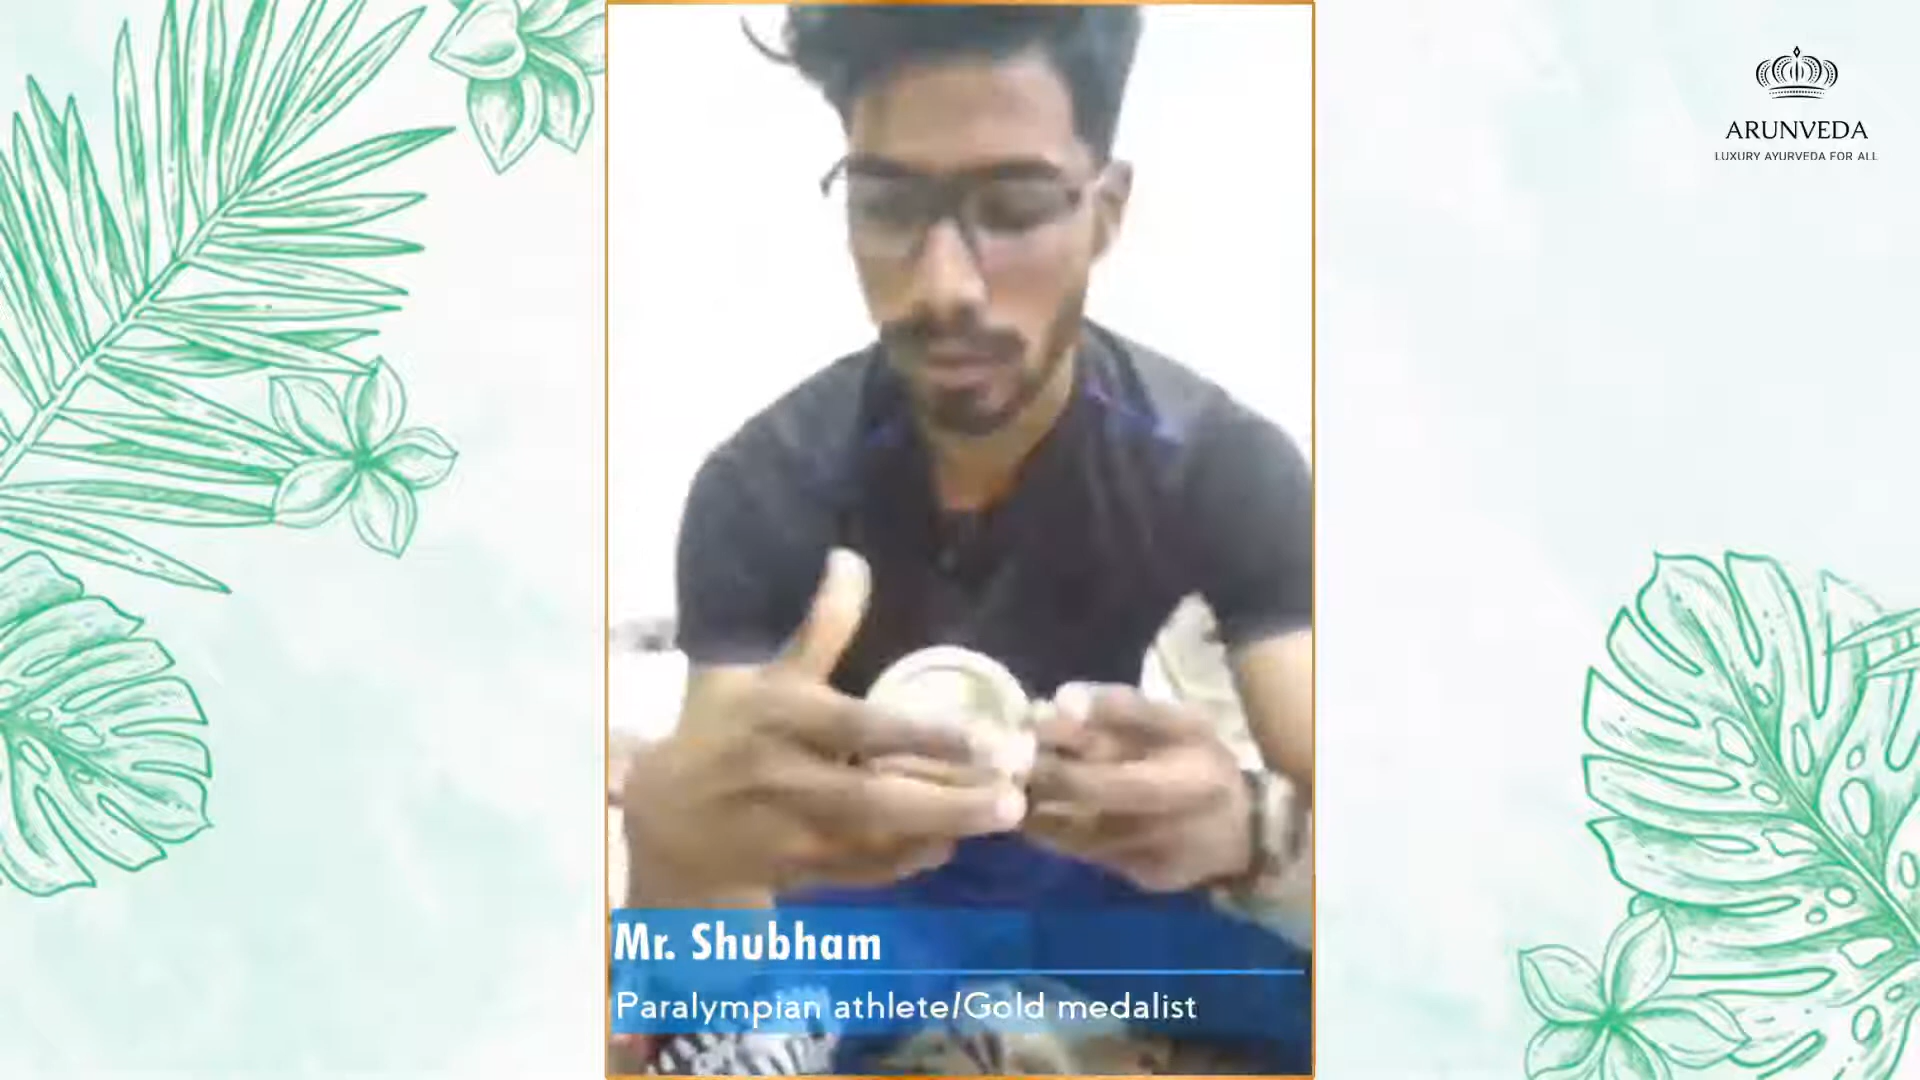 ARUNVEDA
LUXURY AYURVEDA FOR ALL
Mr. Shubham
Paralympian athlete/Gold medalist